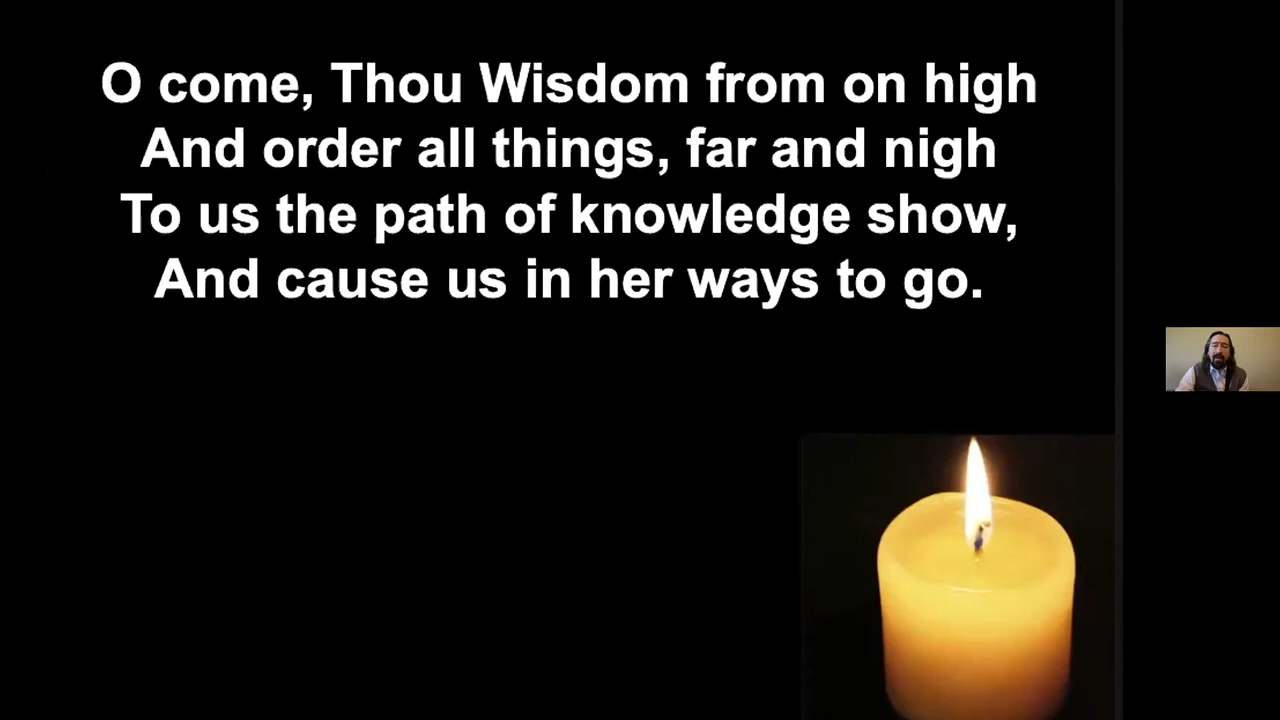 O come, Thou Wisdom from on high
And order all things, far and nigh
To us the path of knowledge show,
And cause us in her ways to go.